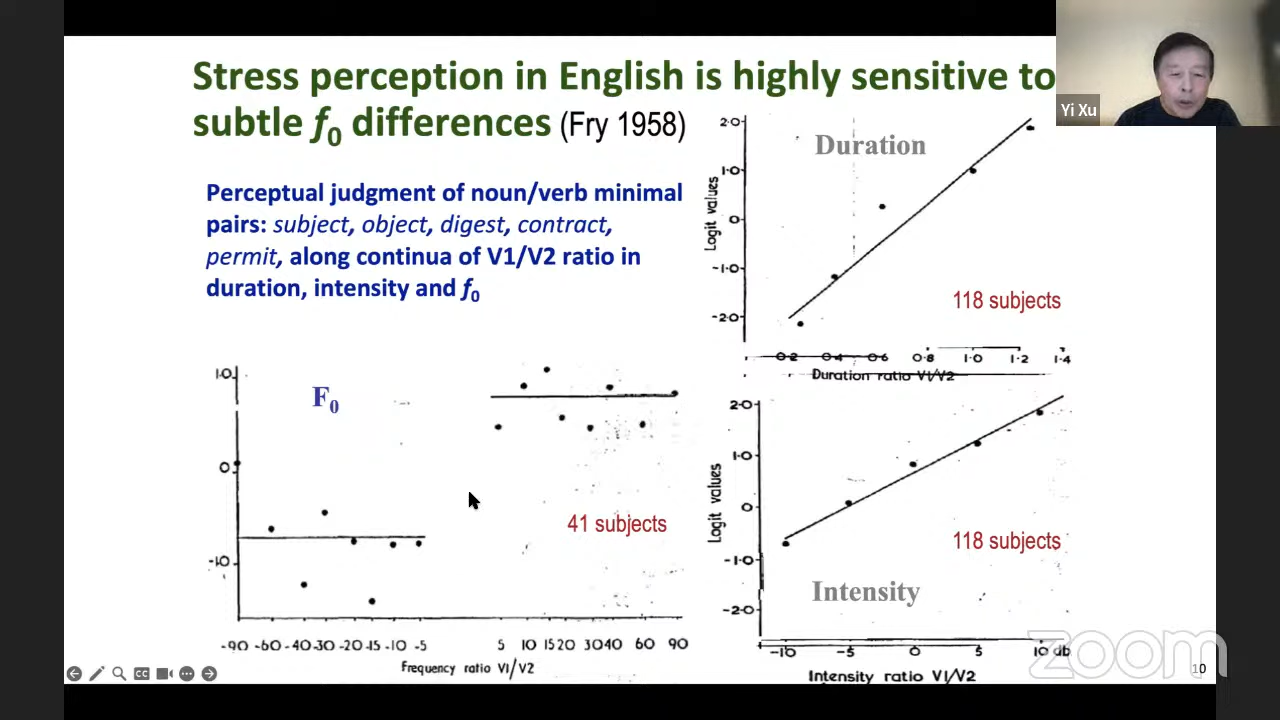 Stress perception in English is highly sensitive to
subtle f0 differences (Fry 1958)
Yi Xu
Perceptual judgment of noun/verb minimal
pairs: subject, object, digest, contract,
permit, along continua of V1/V2 ratio in
duration, intensity and f0
Duration
Logit values
2·0
1·0
0
-1·0
-2·0
118 subjects
0·2 0·4 0·6 0·8 1·0 1·2 1·4
Duration ratio V1/V2
F0
1·0
0
-1·0
41 subjects
-90 -60 -40 -30 -20 -15 -10 -5 5 10 15 20 30 40 60 90
Frequency ratio V1/V2
Logit values
2·0
1·0
0
-1·0
-2·0
118 subjects
Intensity
-10 -5 0 5 10 db
Intensity ratio V1/V2
CC
zoom
10